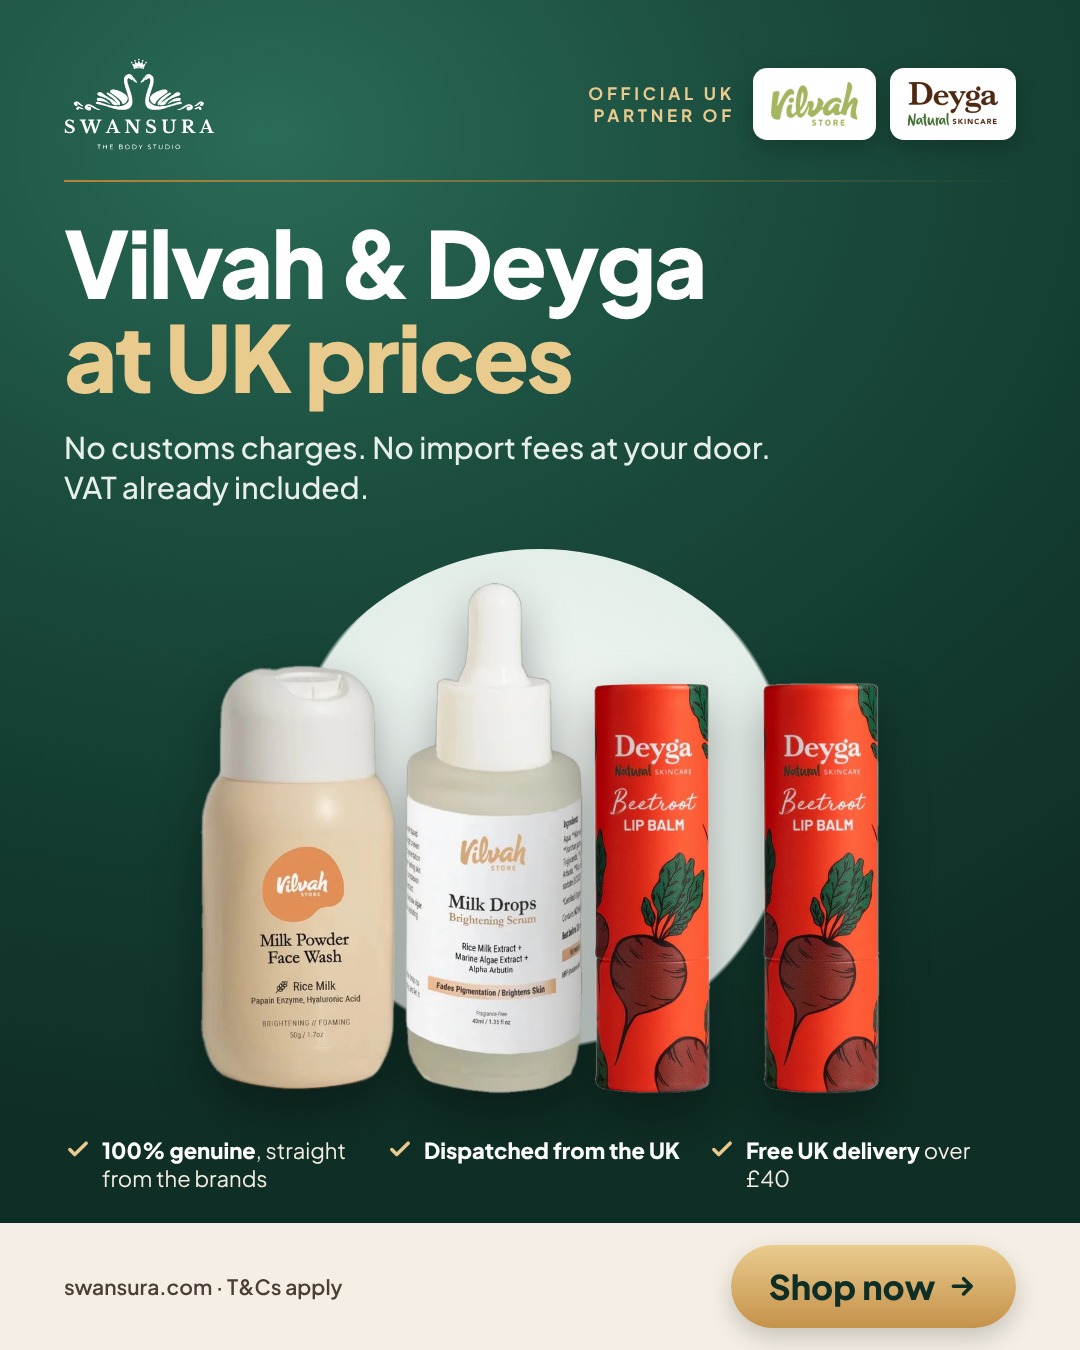 SWANSURA
THE BODY STUDIO
OFFICIAL UK
PARTNER OF
Vilvah
STORE
Deyga
Natural SKINCARE
Vilvah & Deyga
at UK prices
No customs charges. No import fees at your door.
VAT already included.
Vilvah
STORE
Milk Powder
Face Wash
Rice Milk
Papain Enzyme, Hyaluronic Acid
BRIGHTENING // FOAMING
50g / 1.7oz
Vilvah
STORE
Milk Drops
Brightening Serum
Rice Milk Extract +
Marine Algae Extract +
Alpha Arbutin
Fades Pigmentation / Brightens Skin
Fragrance Free
40ml / 1.35 fl oz
Ingredients:
Deyga
Natural SKINCARE
Beetroot
LIP BALM
Deyga
Natural SKINCARE
Beetroot
LIP BALM
100% genuine, straight
from the brands
Dispatched from the UK
Free UK delivery over
£40
swansura.com · T&Cs apply
Shop now →